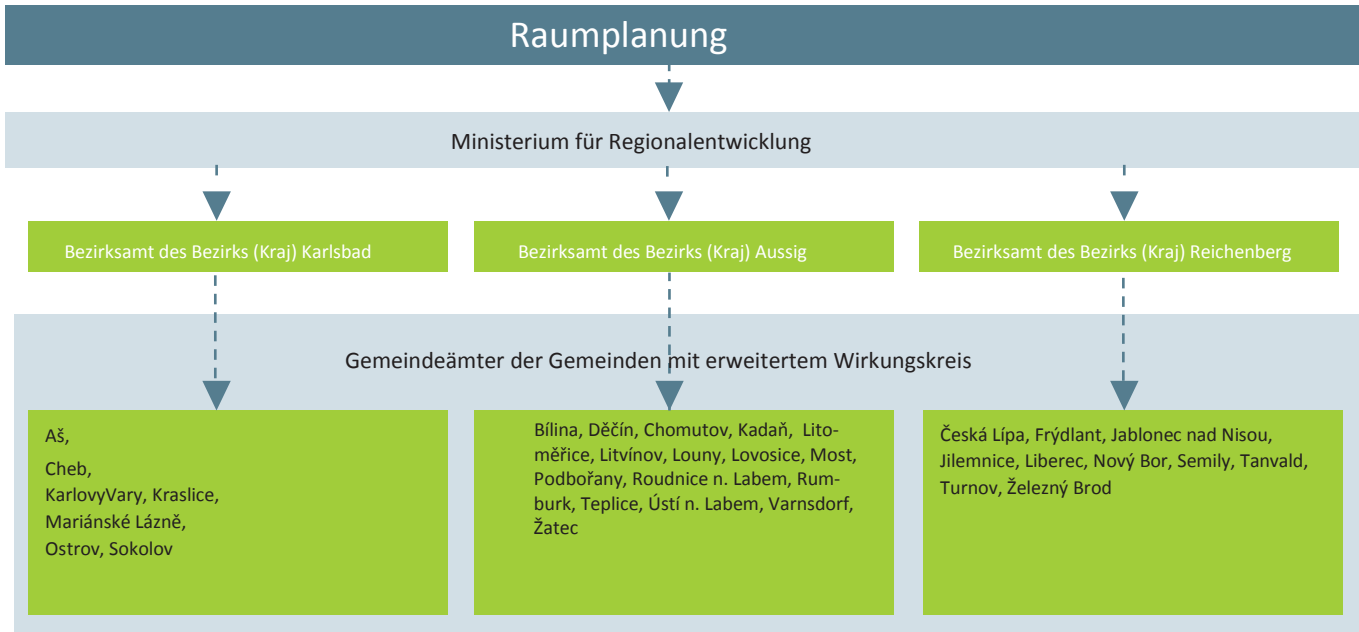 Raumplanung
Ministerium für Regionalentwicklung
Bezirksamt des Bezirks (Kraj) Karlsbad
Bezirksamt des Bezirks (Kraj) Aussig
Bezirksamt des Bezirks (Kraj) Reichenberg
Gemeindeämter der Gemeinden mit erweitertem Wirkungskreis
Aš,
Cheb,
KarlovyVary, Kraslice,
Mariánské Lázně,
Ostrov, Sokolov
Bílina, Děčín, Chomutov, Kadaň, Lito-
měřice, Litvínov, Louny, Lovosice, Most,
Podbořany, Roudnice n. Labem, Rum-
burk, Teplice, Ústí n. Labem, Varnsdorf,
Žatec
Česká Lípa, Frýdlant, Jablonec nad Nisou,
Jilemnice, Liberec, Nový Bor, Semily, Tanvald,
Turnov, Železný Brod